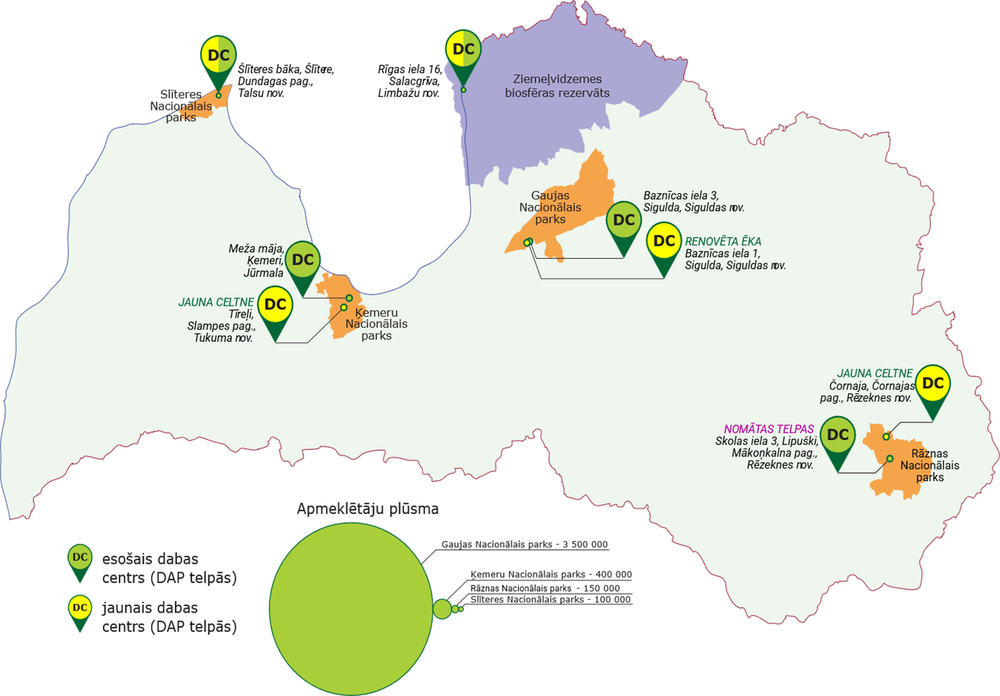 DC
Šlīteres bāka, Šlītere,
Dundagas pag.,
Talsu nov.
Slīteres
Nacionālais
parks
DC
Rīgas iela 16,
Salacgrīva,
Limbažu nov.
Ziemeļvidzemes
biosfēras rezervāts
Gaujas
Nacionālais
parks
DC
Baznīcas iela 3,
Sigulda, Siguldas nov.
DC
RENOVĒTA ĒKA
Baznīcas iela 1,
Sigulda, Siguldas nov.
Meža māja,
Ķemeri,
Jūrmala
DC
JAUNA CELTNE
Tīreļi,
Slampes pag.,
Tukuma nov.
DC
Ķemeru
Nacionālais
parks
JAUNA CELTNE
Čornaja, Čornajas
pag., Rēzeknes nov.
DC
NOMĀTAS TELPAS
Skolas iela 3, Lipuški,
Mākoņkalna pag.,
Rēzeknes nov.
DC
Rāznas
Nacionālais
parks
Apmeklētāju plūsma
Gaujas Nacionālais parks - 3 500 000
Ķemeru Nacionālais parks - 400 000
Rāznas Nacionālais parks - 150 000
Slīteres Nacionālais parks - 100 000
DC
esošais dabas
centrs (DAP telpās)
DC
jaunais dabas
centrs (DAP telpās)